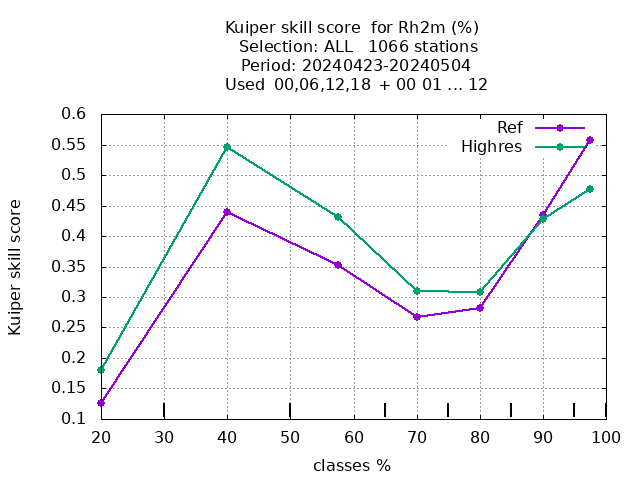 Kuiper skill score  for Rh2m (%)
Selection: ALL   1066 stations
Period: 20240423-20240504
Used  00,06,12,18 + 00 01 ... 12
Ref
Highres
Kuiper skill score
0.6
0.55
0.5
0.45
0.4
0.35
0.3
0.25
0.2
0.15
0.1
20 30 40 50 60 70 80 90 100
classes %